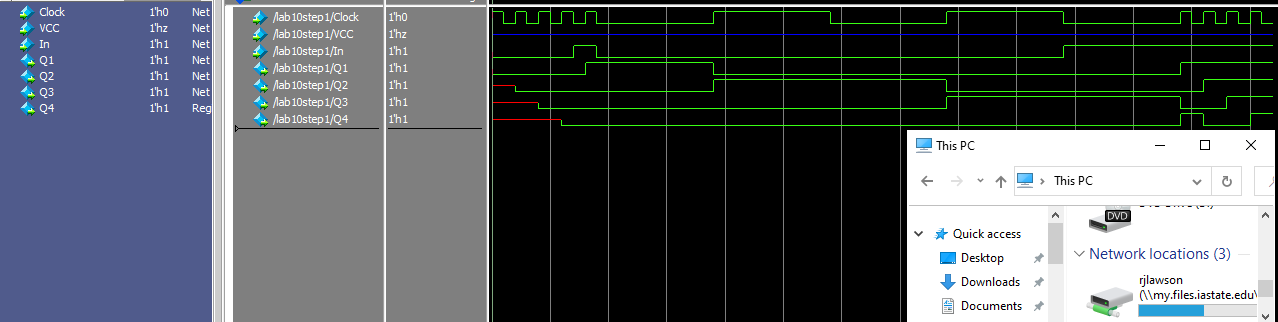 Clock 1'h0 Net
VCC 1'hz Net
In 1'h1 Net
Q1 1'h1 Net
Q2 1'h1 Net
Q3 1'h1 Net
Q4 1'h1 Reg
/lab10step1/Clock 1'h0
/lab10step1/VCC 1'hz
/lab10step1/In 1'h1
/lab10step1/Q1 1'h1
/lab10step1/Q2 1'h1
/lab10step1/Q3 1'h1
/lab10step1/Q4 1'h1
This PC
This PC
Quick access
Desktop
Downloads
Documents
DVD
Network locations (3)
rjlawson
(\\my.files.iastate.edu\